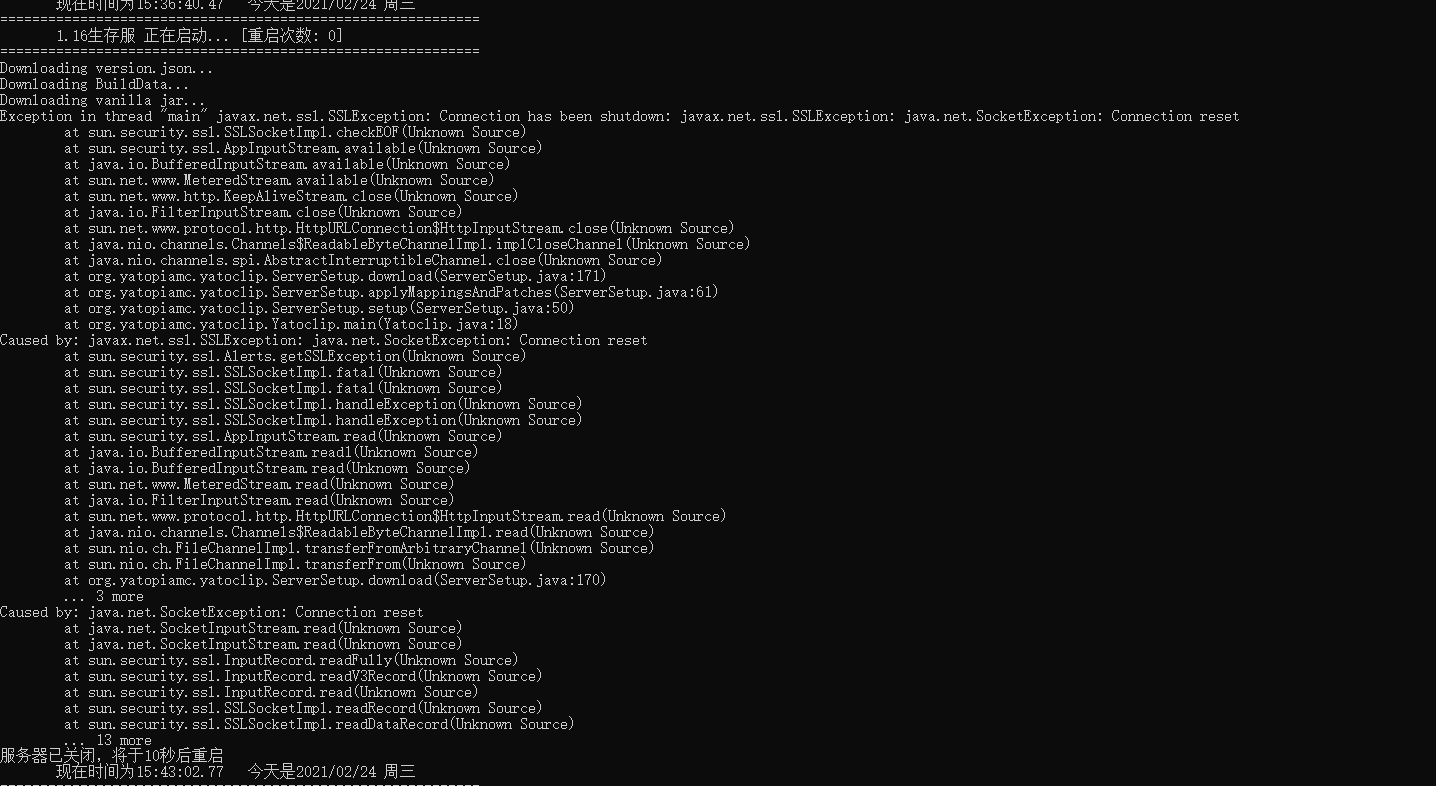 现在时间为15:36:40.47   今天是2021/02/24 周三
============================================================
1.16生存服 正在启动... [重启次数: 0]
============================================================
Downloading version.json...
Downloading BuildData...
Downloading vanilla jar...
Exception in thread "main" javax.net.ssl.SSLException: Connection has been shutdown: javax.net.ssl.SSLException: java.net.SocketException: Connection reset
at sun.security.ssl.SSLSocketImpl.checkEOF(Unknown Source)
at sun.security.ssl.AppInputStream.available(Unknown Source)
at java.io.BufferedInputStream.available(Unknown Source)
at sun.net.www.MeteredStream.available(Unknown Source)
at sun.net.www.http.KeepAliveStream.close(Unknown Source)
at java.io.FilterInputStream.close(Unknown Source)
at sun.net.www.protocol.http.HttpURLConnection$HttpInputStream.close(Unknown Source)
at java.nio.channels.Channels$ReadableByteChannelImpl.implCloseChannel(Unknown Source)
at java.nio.channels.spi.AbstractInterruptibleChannel.close(Unknown Source)
at org.yatopiamc.yatoclip.ServerSetup.download(ServerSetup.java:171)
at org.yatopiamc.yatoclip.ServerSetup.applyMappingsAndPatches(ServerSetup.java:61)
at org.yatopiamc.yatoclip.ServerSetup.setup(ServerSetup.java:50)
at org.yatopiamc.yatoclip.Yatoclip.main(Yatoclip.java:18)
Caused by: javax.net.ssl.SSLException: java.net.SocketException: Connection reset
at sun.security.ssl.Alerts.getSSLException(Unknown Source)
at sun.security.ssl.SSLSocketImpl.fatal(Unknown Source)
at sun.security.ssl.SSLSocketImpl.fatal(Unknown Source)
at sun.security.ssl.SSLSocketImpl.handleException(Unknown Source)
at sun.security.ssl.SSLSocketImpl.handleException(Unknown Source)
at sun.security.ssl.AppInputStream.read(Unknown Source)
at java.io.BufferedInputStream.read1(Unknown Source)
at java.io.BufferedInputStream.read(Unknown Source)
at sun.net.www.MeteredStream.read(Unknown Source)
at java.io.FilterInputStream.read(Unknown Source)
at sun.net.www.protocol.http.HttpURLConnection$HttpInputStream.read(Unknown Source)
at java.nio.channels.Channels$ReadableByteChannelImpl.read(Unknown Source)
at sun.nio.ch.FileChannelImpl.transferFromArbitraryChannel(Unknown Source)
at sun.nio.ch.FileChannelImpl.transferFrom(Unknown Source)
at org.yatopiamc.yatoclip.ServerSetup.download(ServerSetup.java:170)
... 3 more
Caused by: java.net.SocketException: Connection reset
at java.net.SocketInputStream.read(Unknown Source)
at java.net.SocketInputStream.read(Unknown Source)
at sun.security.ssl.InputRecord.readFully(Unknown Source)
at sun.security.ssl.InputRecord.readV3Record(Unknown Source)
at sun.security.ssl.InputRecord.read(Unknown Source)
at sun.security.ssl.SSLSocketImpl.readRecord(Unknown Source)
at sun.security.ssl.SSLSocketImpl.readDataRecord(Unknown Source)
... 13 more
服务器已关闭, 将于10秒后重启
现在时间为15:43:02.77   今天是2021/02/24 周三
============================================================